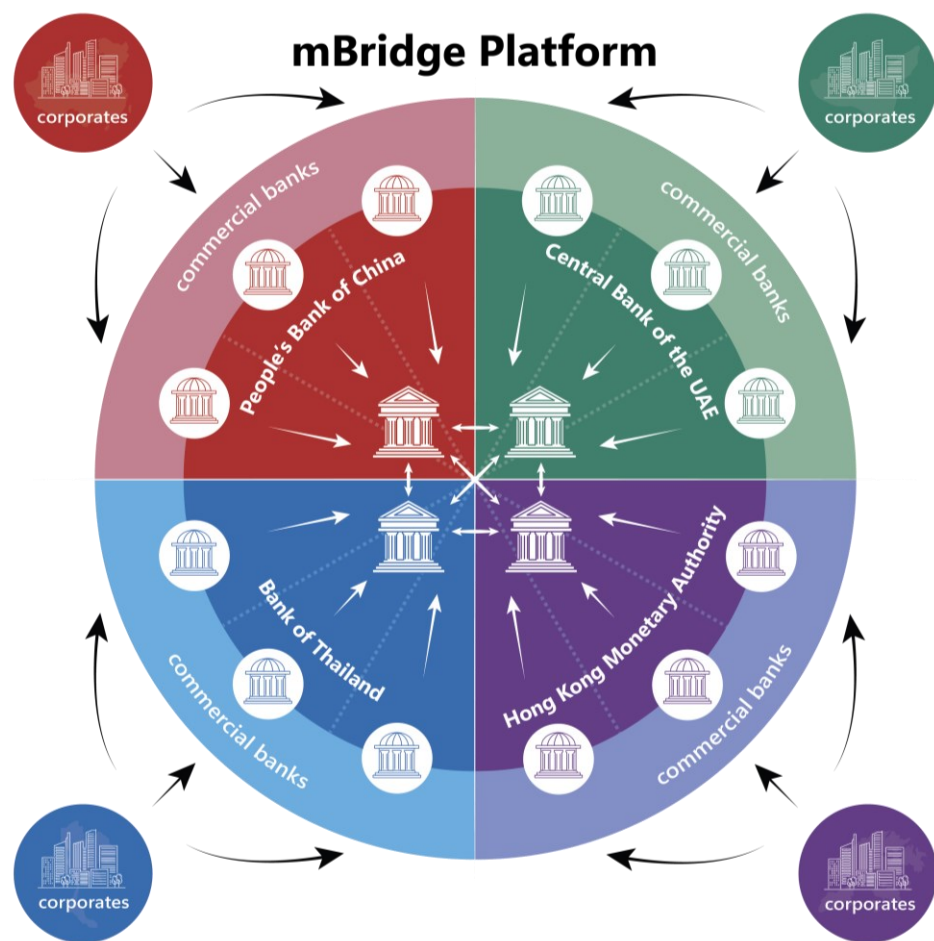 mBridge Platform
corporates
corporates
commercial banks
commercial banks
People's Bank of China
Central Bank of the UAE
Bank of Thailand
Hong Kong Monetary Authority
commercial banks
commercial banks
corporates
corporates